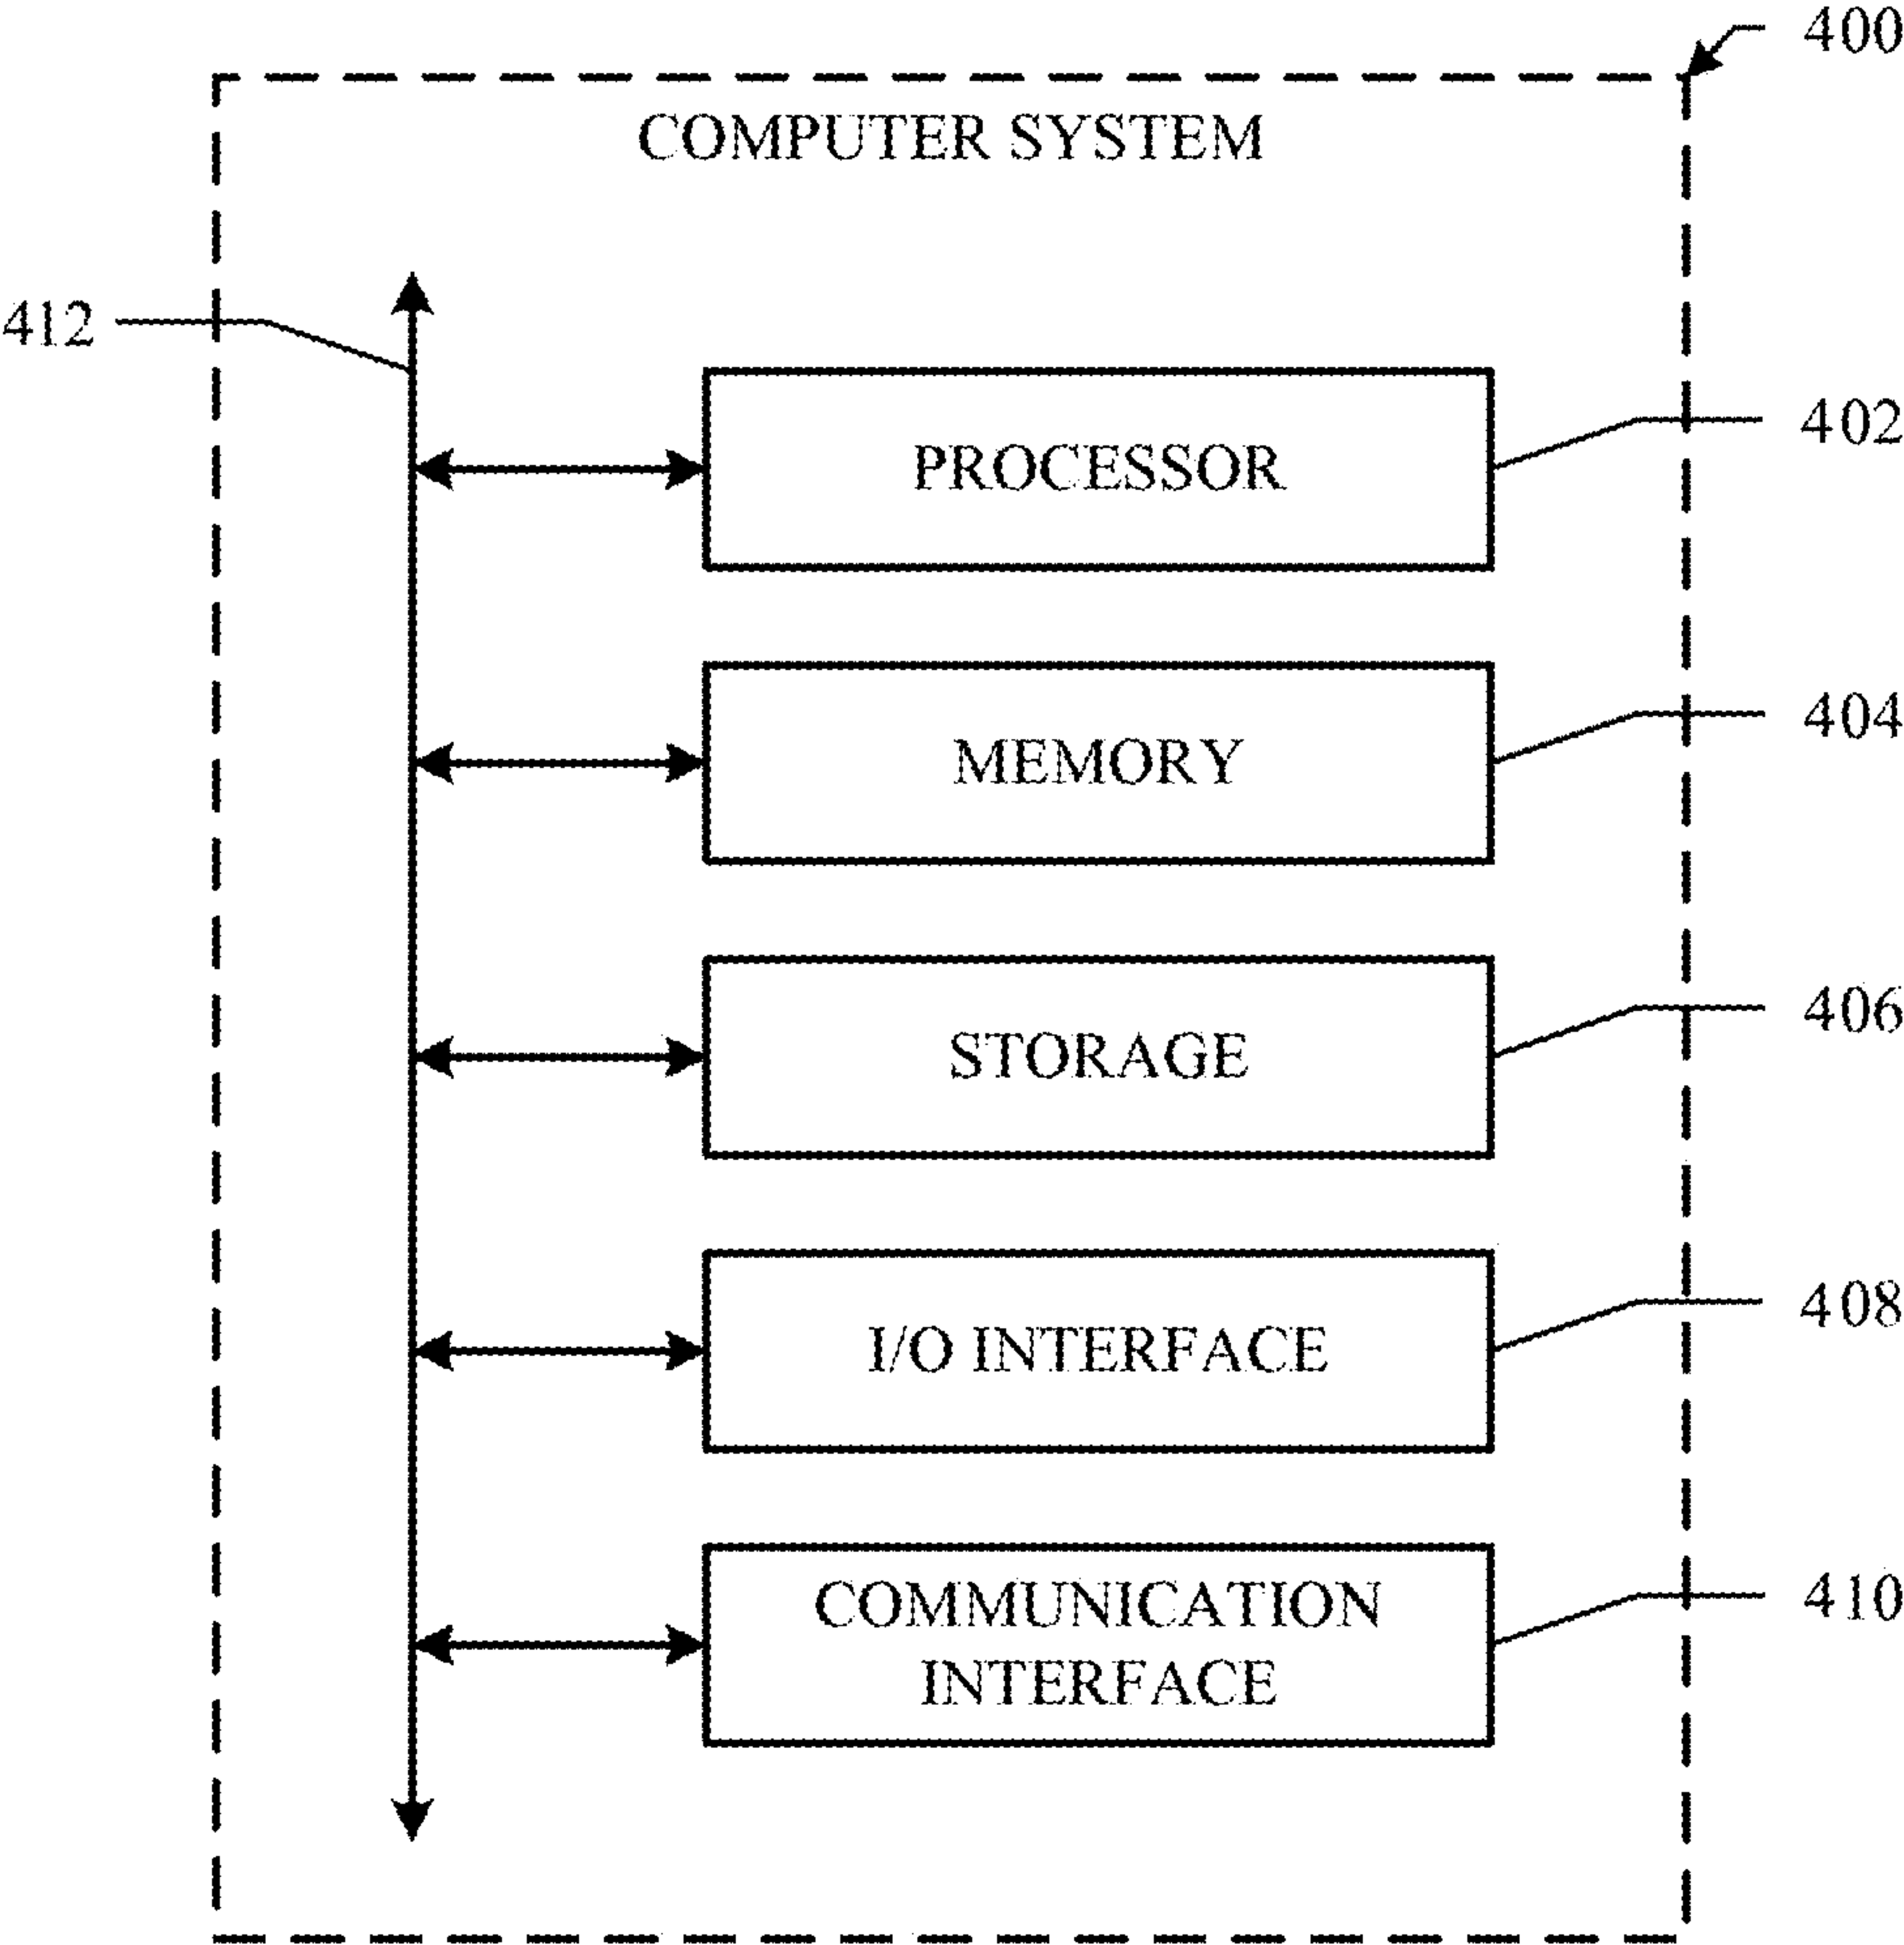 400
COMPUTER SYSTEM
412
PROCESSOR
402
MEMORY
404
STORAGE
406
I/O INTERFACE
408
COMMUNICATION
INTERFACE
410